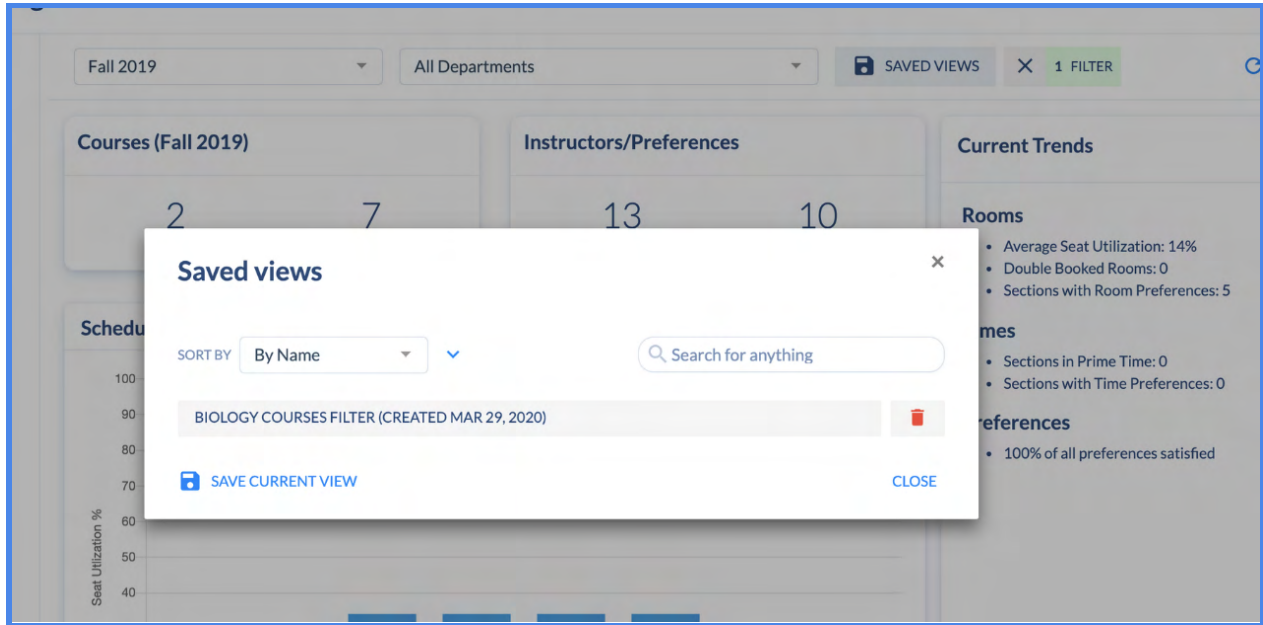 Fall 2019
All Departments
SAVED VIEWS
1 FILTER
Courses (Fall 2019)
Instructors/Preferences
Current Trends
2 7 13 10
Rooms
Average Seat Utilization: 14%
Double Booked Rooms: 0
Sections with Room Preferences: 5
mes
Sections in Prime Time: 0
Sections with Time Preferences: 0
references
100% of all preferences satisfied
Saved views
×
SORT BY By Name
Search for anything
BIOLOGY COURSES FILTER (CREATED MAR 29, 2020)
SAVE CURRENT VIEW
CLOSE
Schedu
100
90
80
70
60
50
40
Seat Utlization %